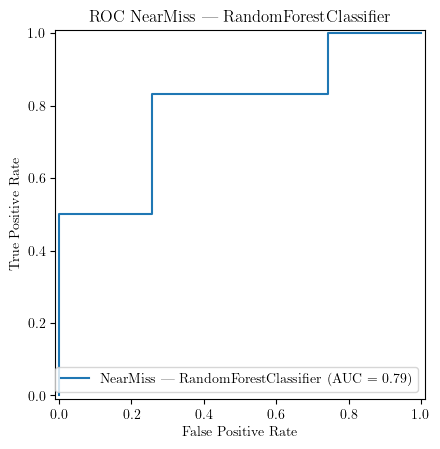 ROC NearMiss — RandomForestClassifier
1.0
0.8
0.6
0.4
0.2
0.0
True Positive Rate
NearMiss — RandomForestClassifier (AUC = 0.79)
0.0 0.2 0.4 0.6 0.8 1.0
False Positive Rate